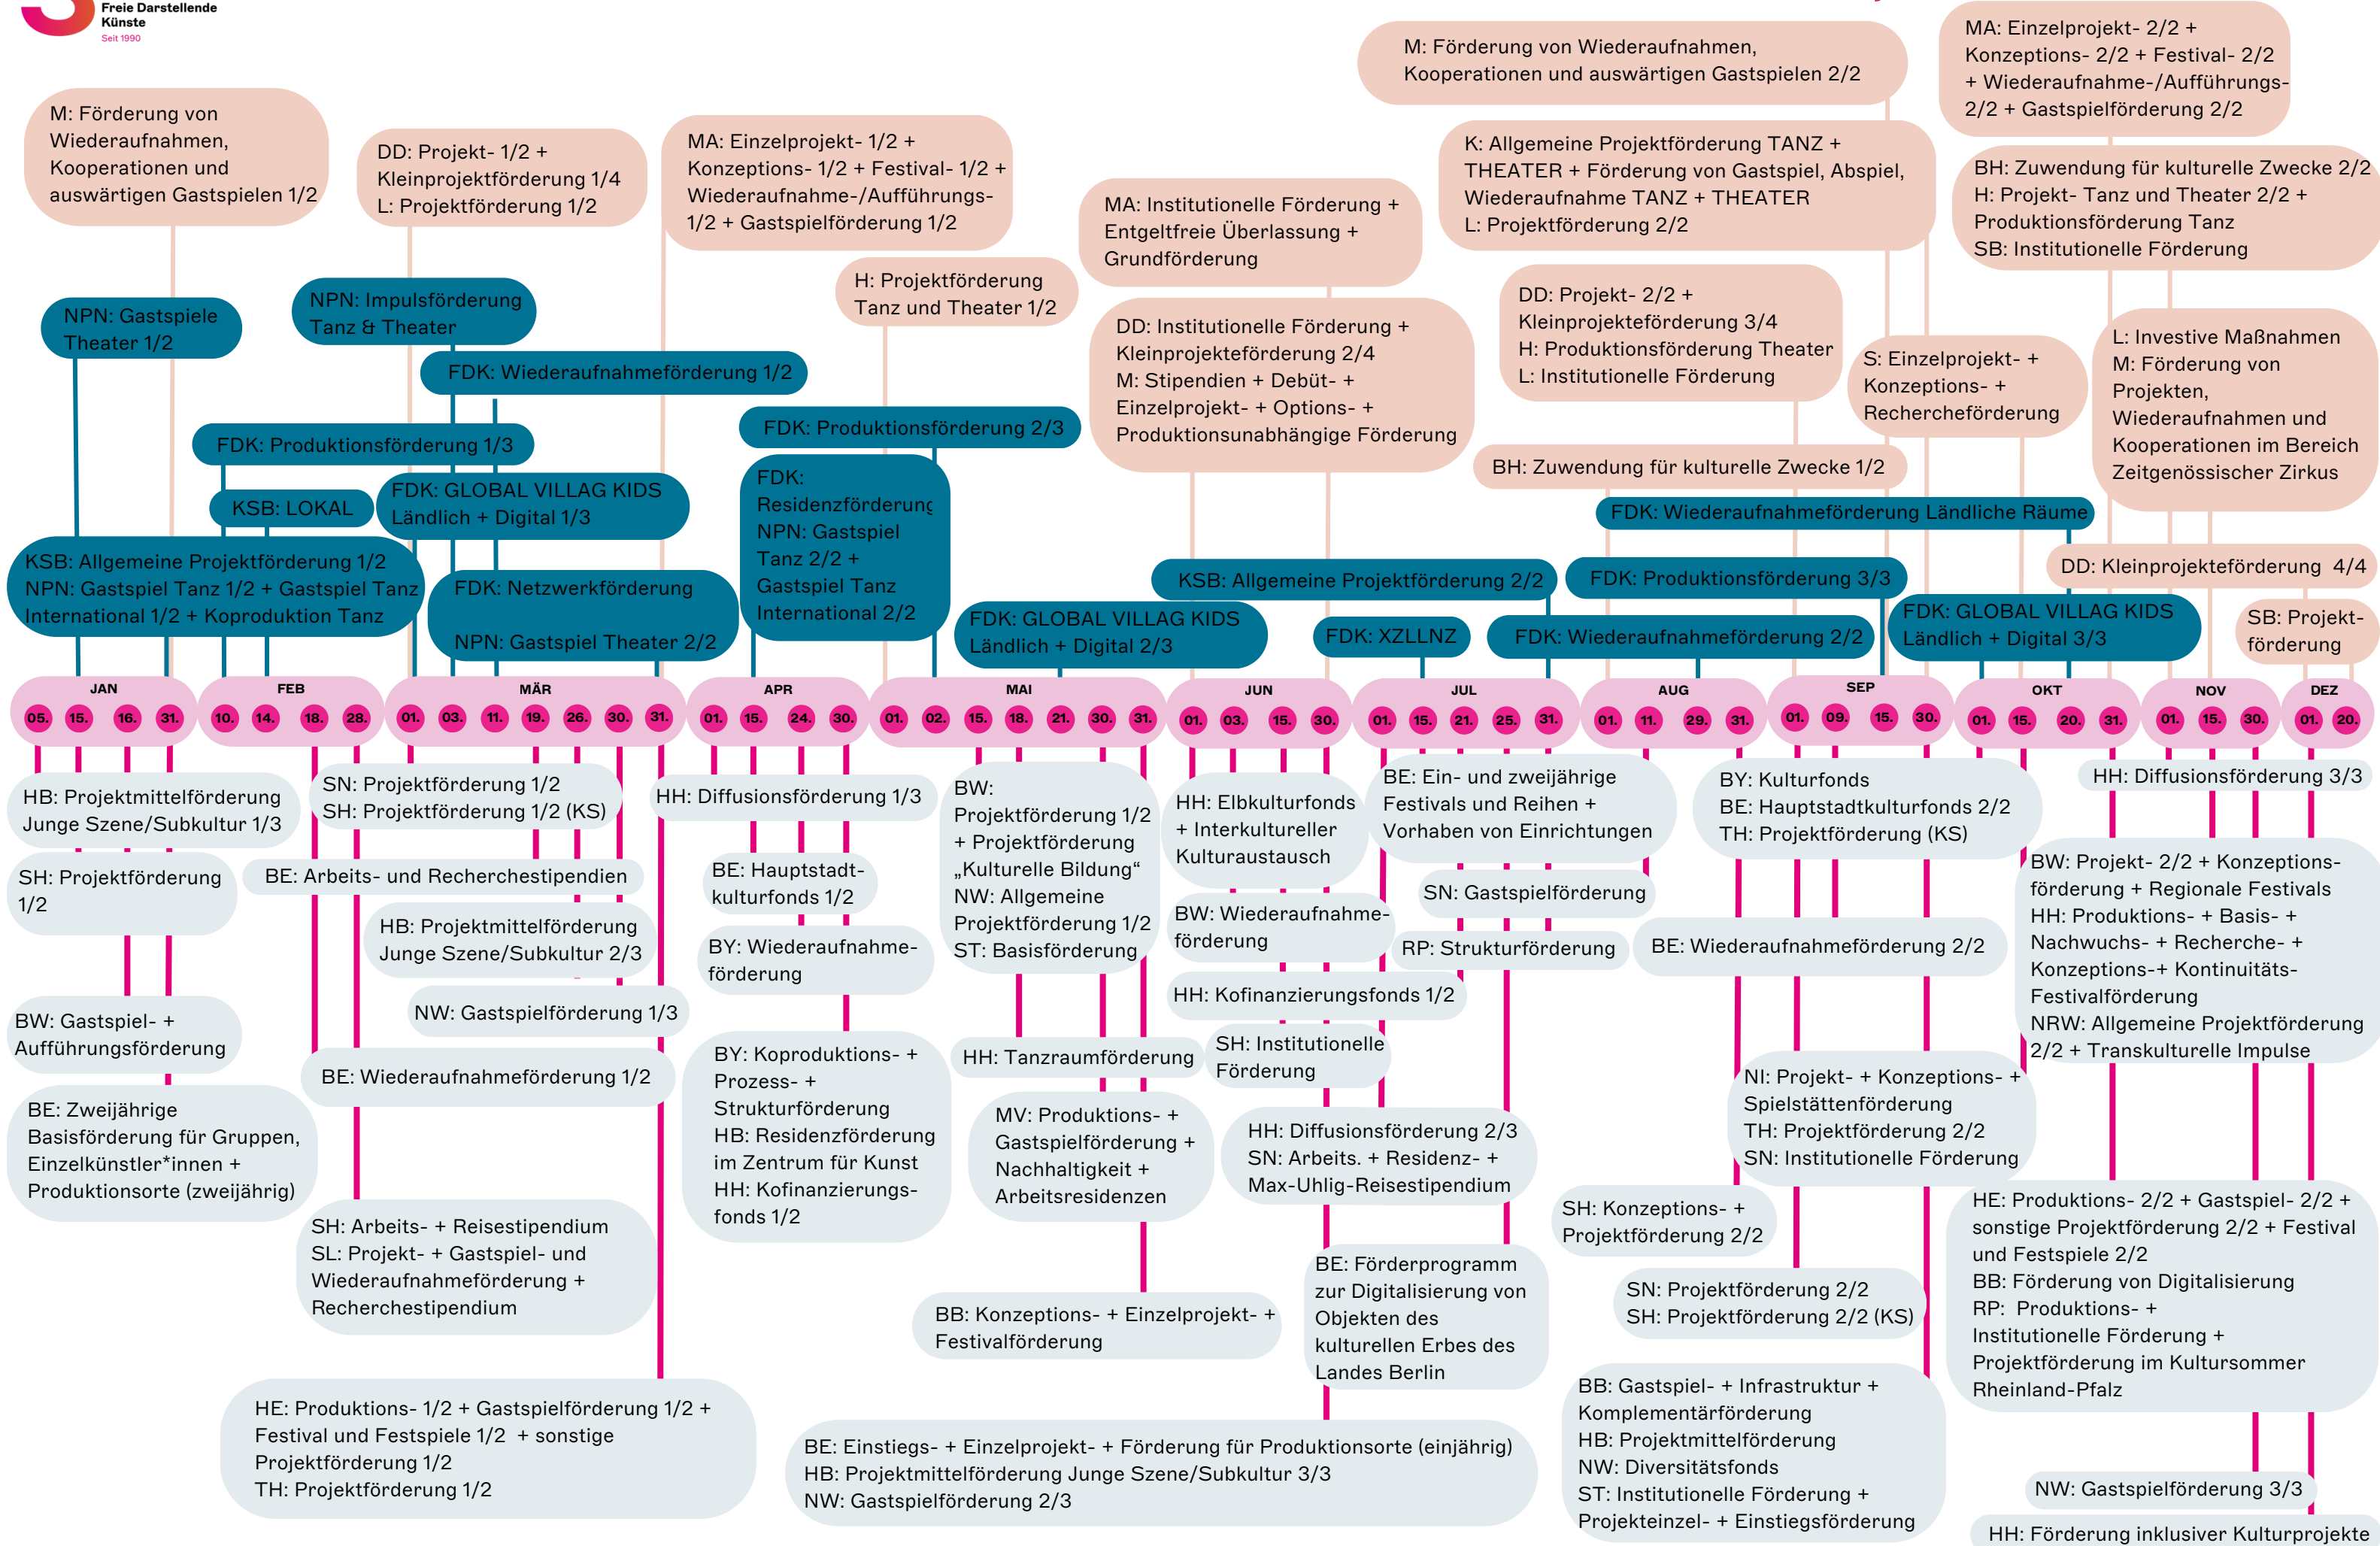 Freie Darstellende
Künste
Seit 1990
M: Förderung von
Wiederaufnahmen,
Kooperationen und
auswärtigen Gastspielen 1/2
DD: Projekt- 1/2 +
Kleinprojektförderung 1/4
L: Projektförderung 1/2
MA: Einzelprojekt- 1/2 +
Konzeptions- 1/2 + Festival- 1/2 +
Wiederaufnahme-/Aufführungs-
1/2 + Gastspielförderung 1/2
H: Projektförderung
Tanz und Theater 1/2
MA: Institutionelle Förderung +
Entgeltfreie Überlassung +
Grundförderung
DD: Institutionelle Förderung +
Kleinprojekteförderung 2/4
M: Stipendien + Debüt- +
Einzelprojekt- + Options- +
Produktionsunabhängige Förderung
M: Förderung von Wiederaufnahmen,
Kooperationen und auswärtigen Gastspielen 2/2
K: Allgemeine Projektförderung TANZ +
THEATER + Förderung von Gastspiel, Abspiel,
Wiederaufnahme TANZ + THEATER
L: Projektförderung 2/2
DD: Projekt- 2/2 +
Kleinprojekteförderung 3/4
H: Produktionsförderung Theater
L: Institutionelle Förderung
BH: Zuwendung für kulturelle Zwecke 1/2
S: Einzelprojekt- +
Konzeptions- +
Rechercheförderung
MA: Einzelprojekt- 2/2 +
Konzeptions- 2/2 + Festival- 2/2
+ Wiederaufnahme-/Aufführungs-
2/2 + Gastspielförderung 2/2
BH: Zuwendung für kulturelle Zwecke 2/2
H: Projekt- Tanz und Theater 2/2 +
Produktionsförderung Tanz
SB: Institutionelle Förderung
L: Investive Maßnahmen
M: Förderung von
Projekten,
Wiederaufnahmen und
Kooperationen im Bereich
Zeitgenössischer Zirkus
DD: Kleinprojekteförderung 4/4
SB: Projekt-
förderung
NPN: Gastspiele
Theater 1/2
NPN: Impulsförderung
Tanz & Theater
FDK: Wiederaufnahmeförderung 1/2
FDK: Produktionsförderung 1/3
KSB: LOKAL
FDK: GLOBAL VILLAG KIDS
Ländlich + Digital 1/3
KSB: Allgemeine Projektförderung 1/2
NPN: Gastspiel Tanz 1/2 + Gastspiel Tanz
International 1/2 + Koproduktion Tanz
FDK: Netzwerkförderung
NPN: Gastspiel Theater 2/2
FDK: Produktionsförderung 2/3
FDK:
Residenzförderung
NPN: Gastspiel
Tanz 2/2 +
Gastspiel Tanz
International 2/2
FDK: GLOBAL VILLAG KIDS
Ländlich + Digital 2/3
KSB: Allgemeine Projektförderung 2/2
FDK: XZLLNZ
FDK: Wiederaufnahmeförderung Ländliche Räume
FDK: Produktionsförderung 3/3
FDK: Wiederaufnahmeförderung 2/2
FDK: GLOBAL VILLAG KIDS
Ländlich + Digital 3/3
JAN FEB MÄR APR MAI JUN JUL AUG SEP OKT NOV DEZ
05. 15. 16. 31. 10. 14. 18. 28. 01. 03. 11. 19. 26. 30. 31. 01. 15. 24. 30. 01. 02. 15. 18. 21. 30. 31. 01. 03. 15. 30. 01. 15. 21. 25. 31. 01. 11. 29. 31. 01. 09. 15. 30. 01. 15. 20. 31. 01. 15. 30. 01. 20.
HB: Projektmittelförderung
Junge Szene/Subkultur 1/3
SH: Projektförderung
1/2
BW: Gastspiel- +
Aufführungsförderung
BE: Zweijährige
Basisförderung für Gruppen,
Einzelkünstler*innen +
Produktionsorte (zweijährig)
SN: Projektförderung 1/2
SH: Projektförderung 1/2 (KS)
BE: Arbeits- und Recherchestipendien
HB: Projektmittelförderung
Junge Szene/Subkultur 2/3
NW: Gastspielförderung 1/3
BE: Wiederaufnahmeförderung 1/2
SH: Arbeits- + Reisestipendium
SL: Projekt- + Gastspiel- und
Wiederaufnahmeförderung +
Recherchestipendium
HE: Produktions- 1/2 + Gastspielförderung 1/2 +
Festival und Festspiele 1/2 + sonstige
Projektförderung 1/2
TH: Projektförderung 1/2
HH: Diffusionsförderung 1/3
BE: Hauptstadt-
kulturfonds 1/2
BY: Wiederaufnahme-
förderung
BY: Koproduktions- +
Prozess- +
Strukturförderung
HB: Residenzförderung
im Zentrum für Kunst
HH: Kofinanzierungs-
fonds 1/2
BW:
Projektförderung 1/2
+ Projektförderung
„Kulturelle Bildung“
NW: Allgemeine
Projektförderung 1/2
ST: Basisförderung
HH: Tanzraumförderung
MV: Produktions- +
Gastspielförderung +
Nachhaltigkeit +
Arbeitsresidenzen
BB: Konzeptions- + Einzelprojekt- +
Festivalförderung
HH: Elbkulturfonds
+ Interkultureller
Kulturaustausch
BW: Wiederaufnahme-
förderung
HH: Kofinanzierungsfonds 1/2
SH: Institutionelle
Förderung
HH: Diffusionsförderung 2/3
SN: Arbeits. + Residenz- +
Max-Uhlig-Reisestipendium
BE: Förderprogramm
zur Digitalisierung von
Objekten des
kulturellen Erbes des
Landes Berlin
BE: Einstiegs- + Einzelprojekt- + Förderung für Produktionsorte (einjährig)
HB: Projektmittelförderung Junge Szene/Subkultur 3/3
NW: Gastspielförderung 2/3
BE: Ein- und zweijährige
Festivals und Reihen +
Vorhaben von Einrichtungen
SN: Gastspielförderung
RP: Strukturförderung
BY: Kulturfonds
BE: Hauptstadtkulturfonds 2/2
TH: Projektförderung (KS)
BE: Wiederaufnahmeförderung 2/2
NI: Projekt- + Konzeptions- +
Spielstättenförderung
TH: Projektförderung 2/2
SN: Institutionelle Förderung
SH: Konzeptions- +
Projektförderung 2/2
SN: Projektförderung 2/2
SH: Projektförderung 2/2 (KS)
BB: Gastspiel- + Infrastruktur +
Komplementärförderung
HB: Projektmittelförderung
NW: Diversitätsfonds
ST: Institutionelle Förderung +
Projekteinzel- + Einstiegsförderung
HH: Diffusionsförderung 3/3
BW: Projekt- 2/2 + Konzeptions-
förderung + Regionale Festivals
HH: Produktions- + Basis- +
Nachwuchs- + Recherche- +
Konzeptions-+ Kontinuitäts-
Festivalförderung
NRW: Allgemeine Projektförderung
2/2 + Transkulturelle Impulse
HE: Produktions- 2/2 + Gastspiel- 2/2 +
sonstige Projektförderung 2/2 + Festival
und Festspiele 2/2
BB: Förderung von Digitalisierung
RP: Produktions- +
Institutionelle Förderung +
Projektförderung im Kultursommer
Rheinland-Pfalz
NW: Gastspielförderung 3/3
HH: Förderung inklusiver Kulturprojekte